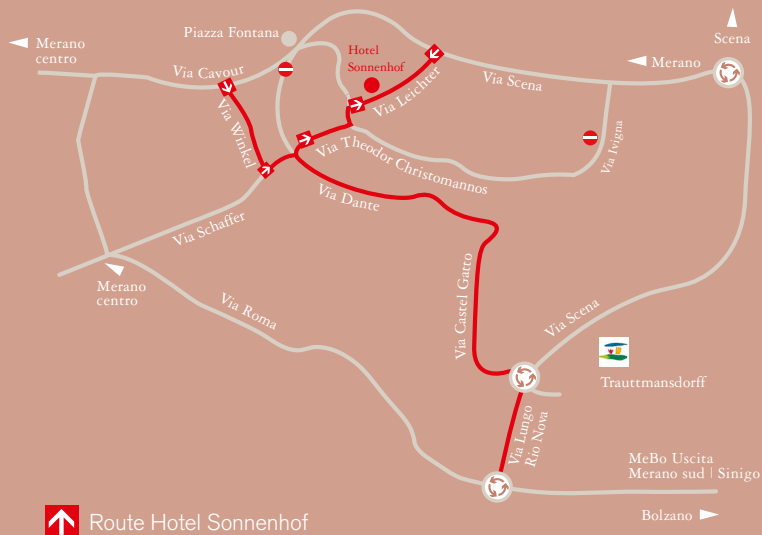 Piazza Fontana
Scena
Merano
centro
Hotel
Sonnenhof
Merano
Via Cavour
Via Scena
Via Leichter
Via Winkel
Via Theodor Christomannos
Via Ivigna
Via Dante
Via Schaffer
Via Castel Gatto
Merano
centro
Via Roma
Via Scena
Trauttmansdorff
Via Lungo
Rio Nova
MeBo Uscita
Merano sud | Sinigo
Bolzano
Route Hotel Sonnenhof